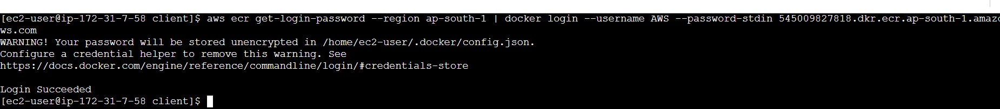 [ec2-user@ip-172-31-7-58 client]$ aws ecr get-login-password --region ap-south-1 | docker login --username AWS --password-stdin 545009827818.dkr.ecr.ap-south-1.amazo
ws.com
WARNING! Your password will be stored unencrypted in /home/ec2-user/.docker/config.json.
Configure a credential helper to remove this warning. See
https://docs.docker.com/engine/reference/commandline/login/#credentials-store
Login Succeeded
[ec2-user@ip-172-31-7-58 client]$